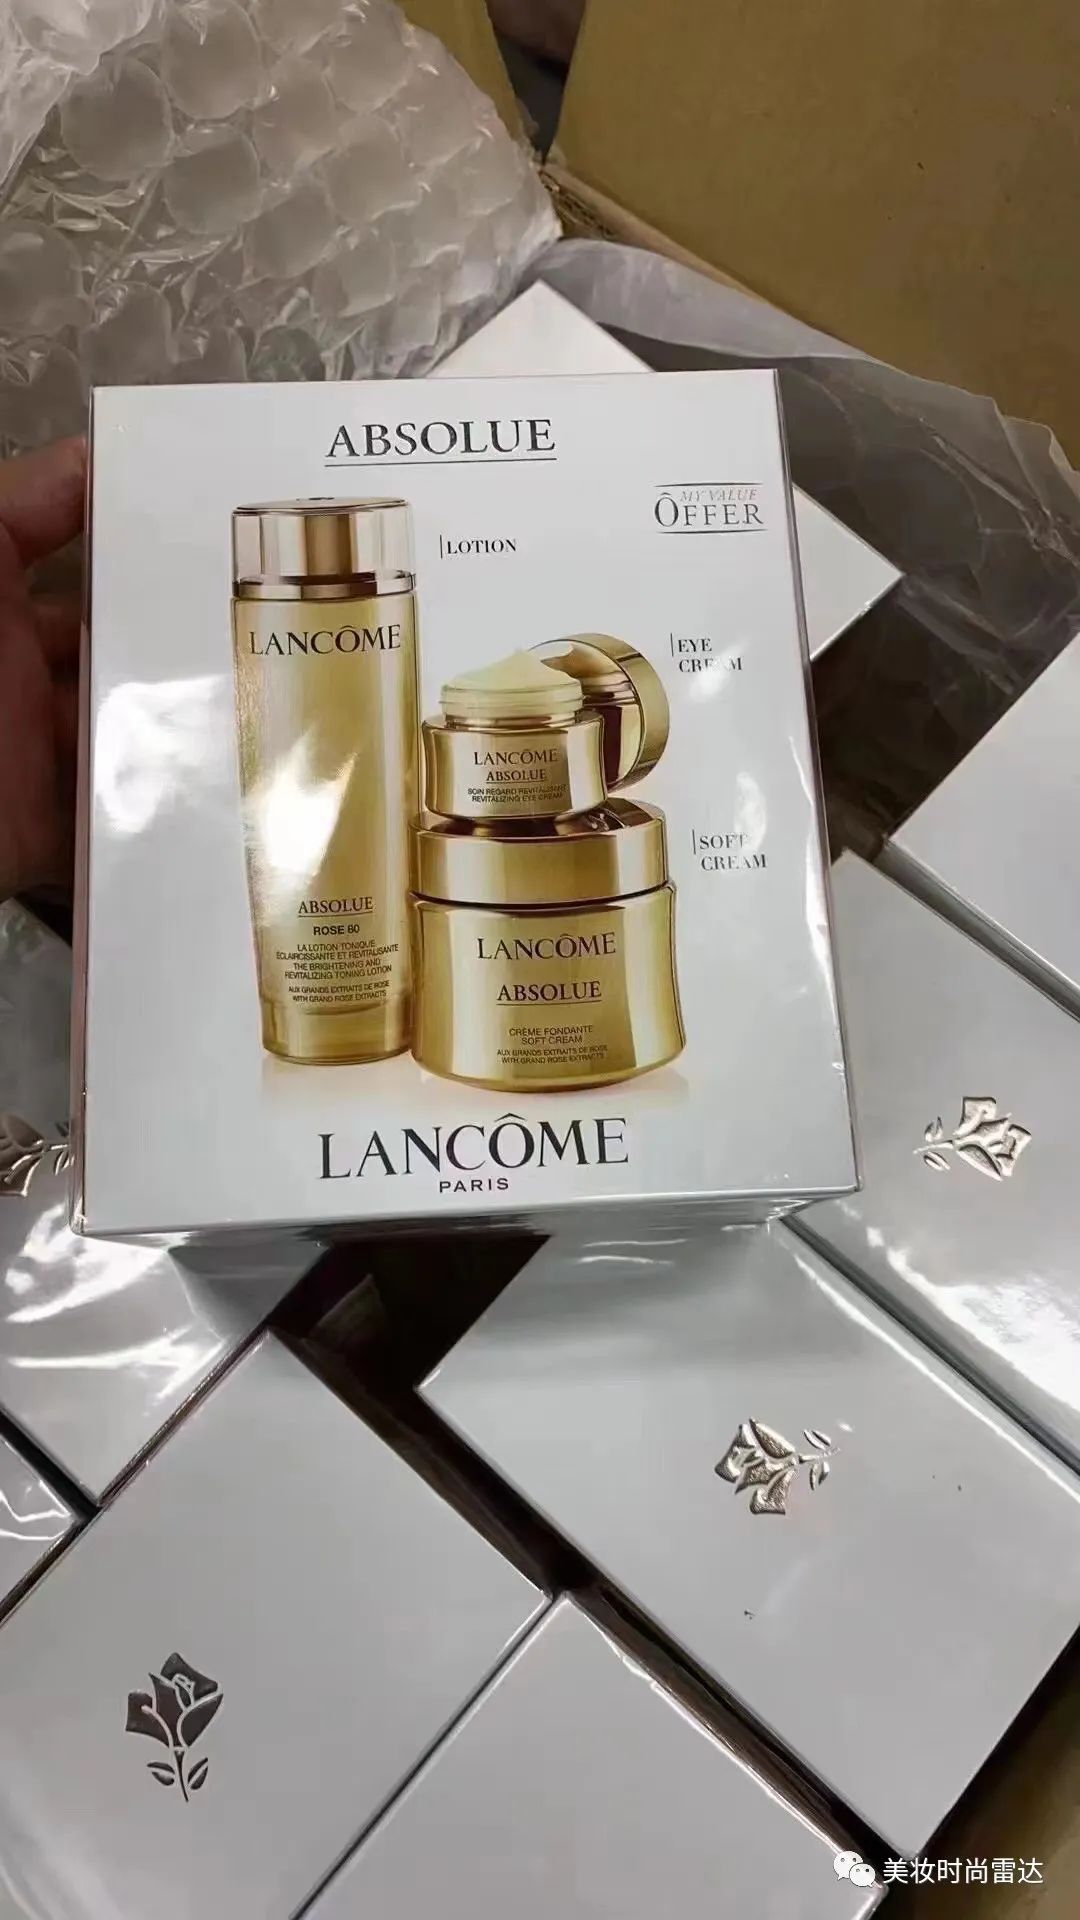 ABSOLUE
MY VALUE
ÔFFER
LOTION
LANCÔME
EYE
CREAM
LANCÔME
ABSOLUE
SOIN REGARD REVITALISANT
REVITALIZING EYE CREAM
SOFT
CREAM
ABSOLUE
ROSE 80
LA LOTION TONIQUE
ÉCLAIRCISSANTE ET REVITALISANTE
THE BRIGHTENING AND
REVITALIZING TONING LOTION
AUX GRANDS EXTRAITS DE ROSE
WITH GRAND ROSE EXTRACTS
LANCÔME
ABSOLUE
CRÈME FONDANTE
SOFT CREAM
AUX GRANDS EXTRAITS DE ROSE
WITH GRAND ROSE EXTRACTS
LANCÔME
PARIS
美妆时尚雷达